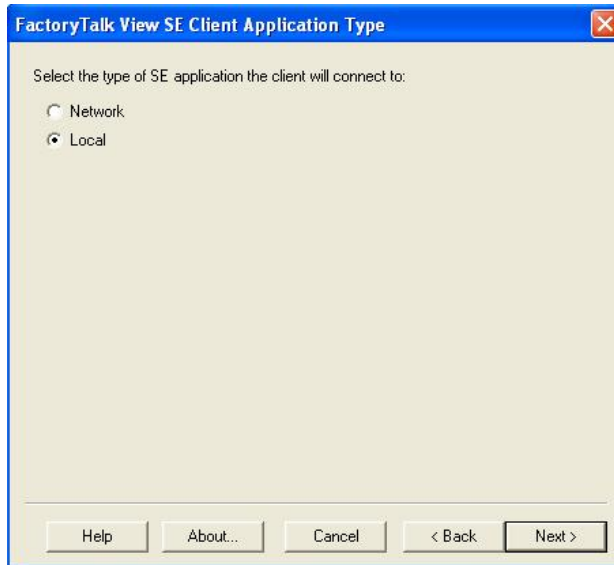 FactoryTalk View SE Client Application Type
Select the type of SE application the client will connect to:
Network
Local
Help About... Cancel < Back Next >